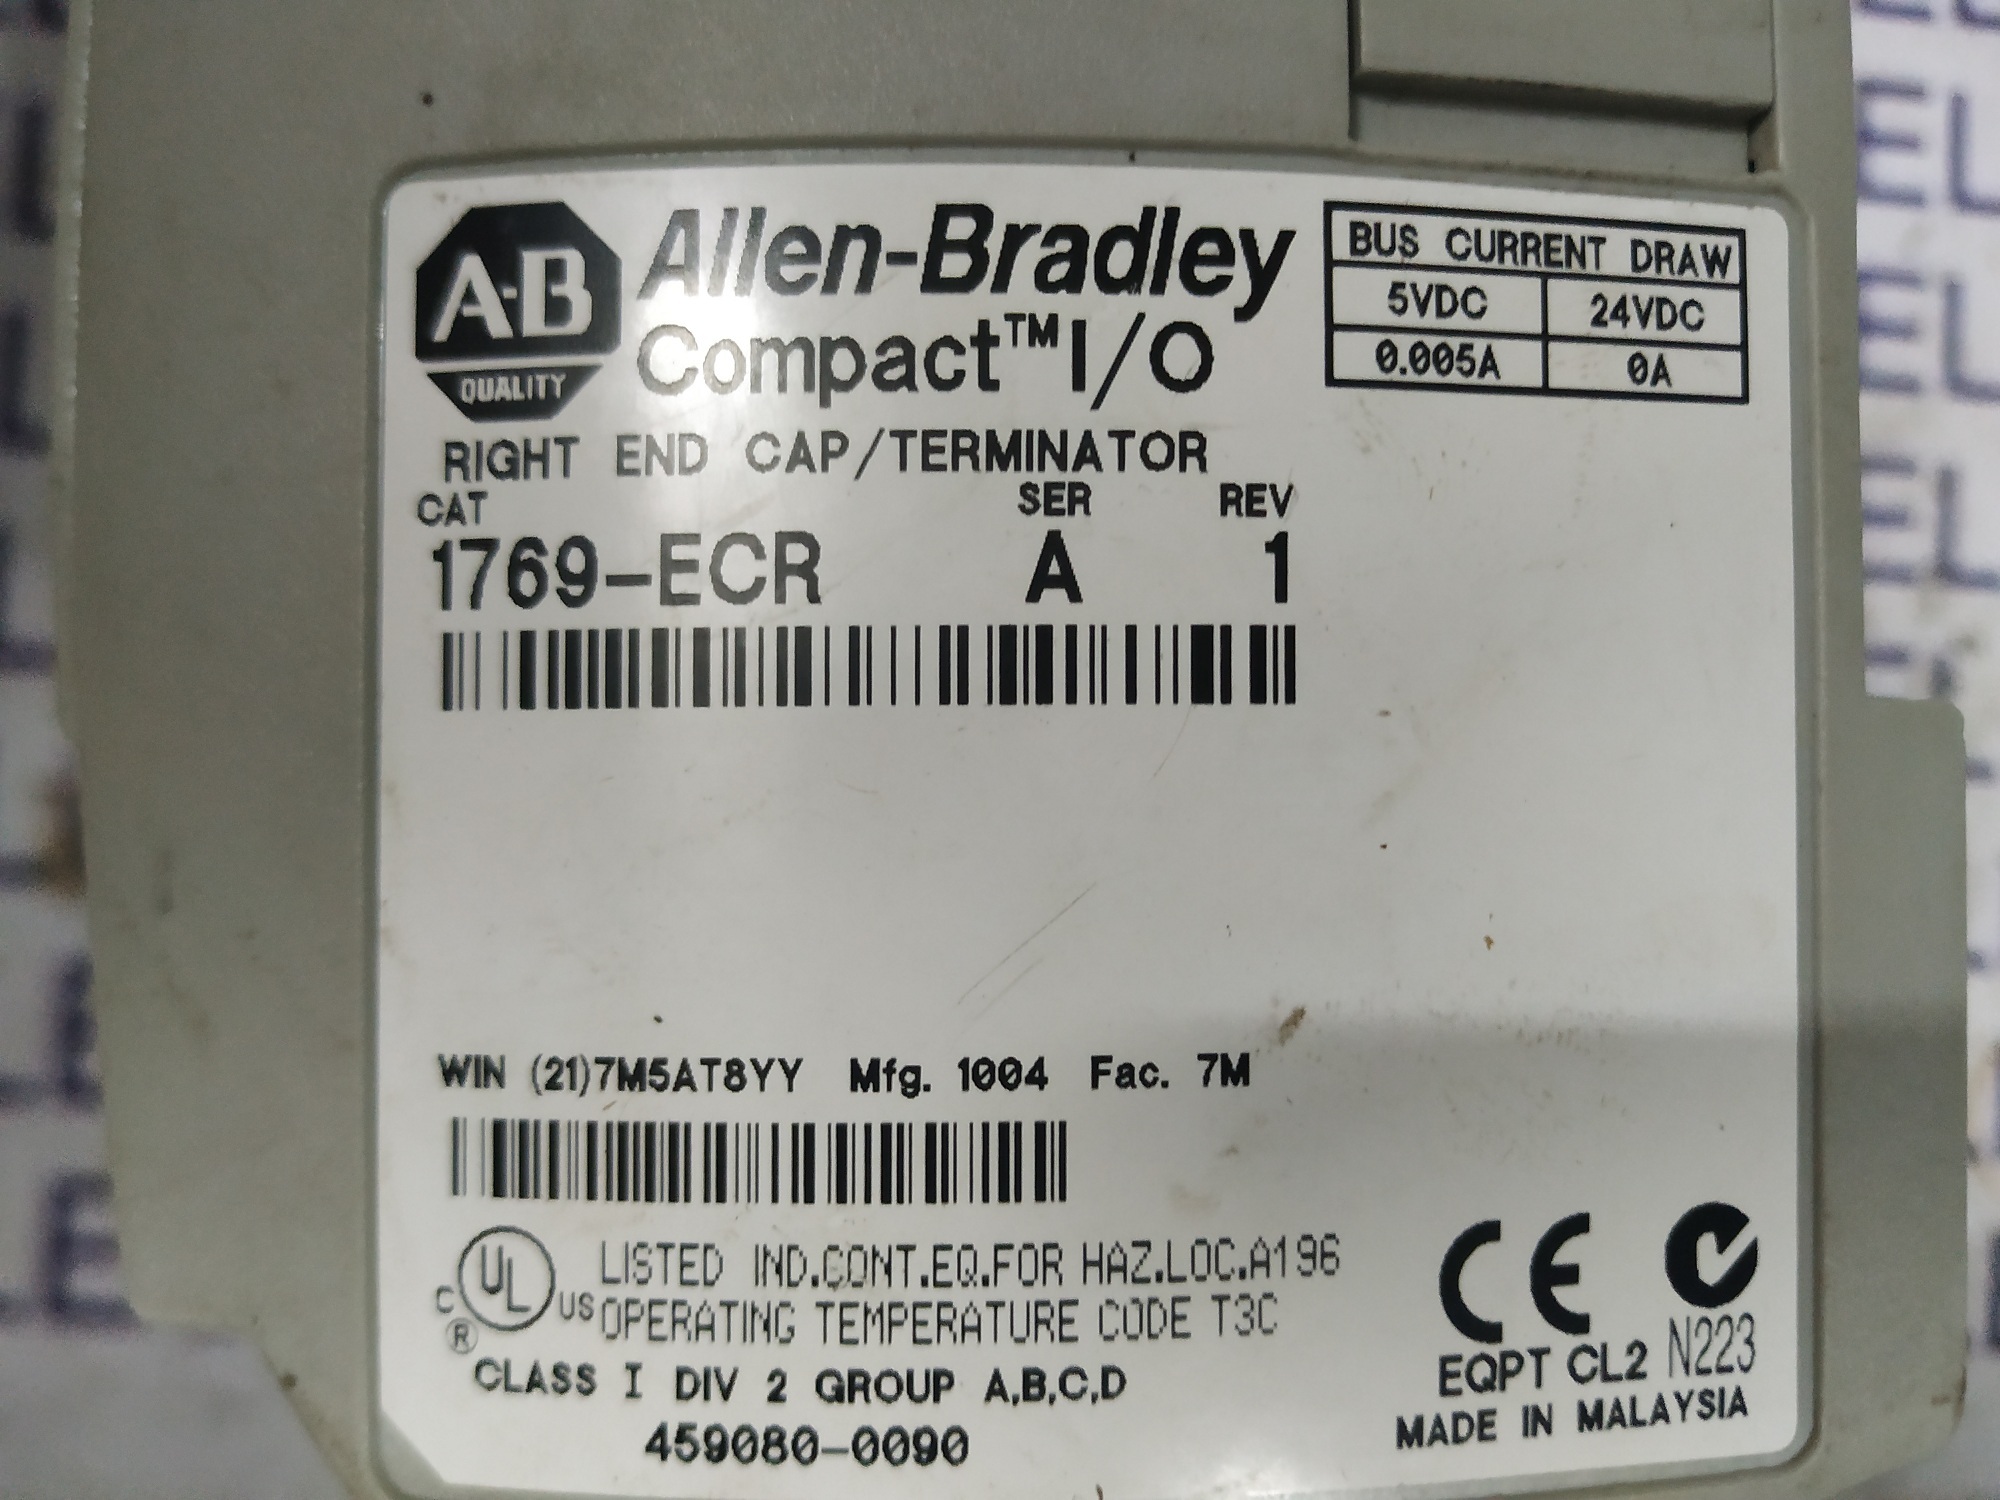 A-B
QUALITY
Allen-Bradley
Compact™ I/O
BUS CURRENT DRAW
5VDC 24VDC
0.005A 0A
RIGHT END CAP/TERMINATOR
CAT SER REV
1769-ECR A 1
WIN (21)7M5AT8YY Mfg. 1004 Fac. 7M
C UL US ® LISTED IND.CONT.EQ.FOR HAZ.LOC.A196
OPERATING TEMPERATURE CODE T3C
CLASS I DIV 2 GROUP A,B,C,D
459080-0090
CE
N223
EQPT CL2
MADE IN MALAYSIA